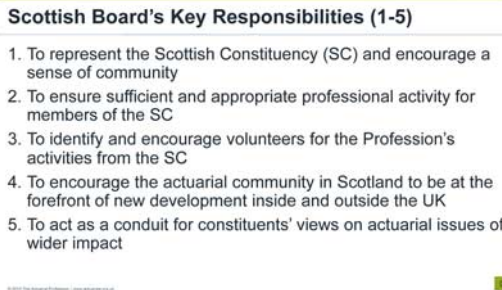 Scottish Board's Key Responsibilities (1-5)
1. To represent the Scottish Constituency (SC) and encourage a
sense of community
2. To ensure sufficient and appropriate professional activity for
members of the SC
3. To identify and encourage volunteers for the Profession's
activities from the SC
4. To encourage the actuarial community in Scotland to be at the
forefront of new development inside and outside the UK
5. To act as a conduit for constituents' views on actuarial issues of
wider impact